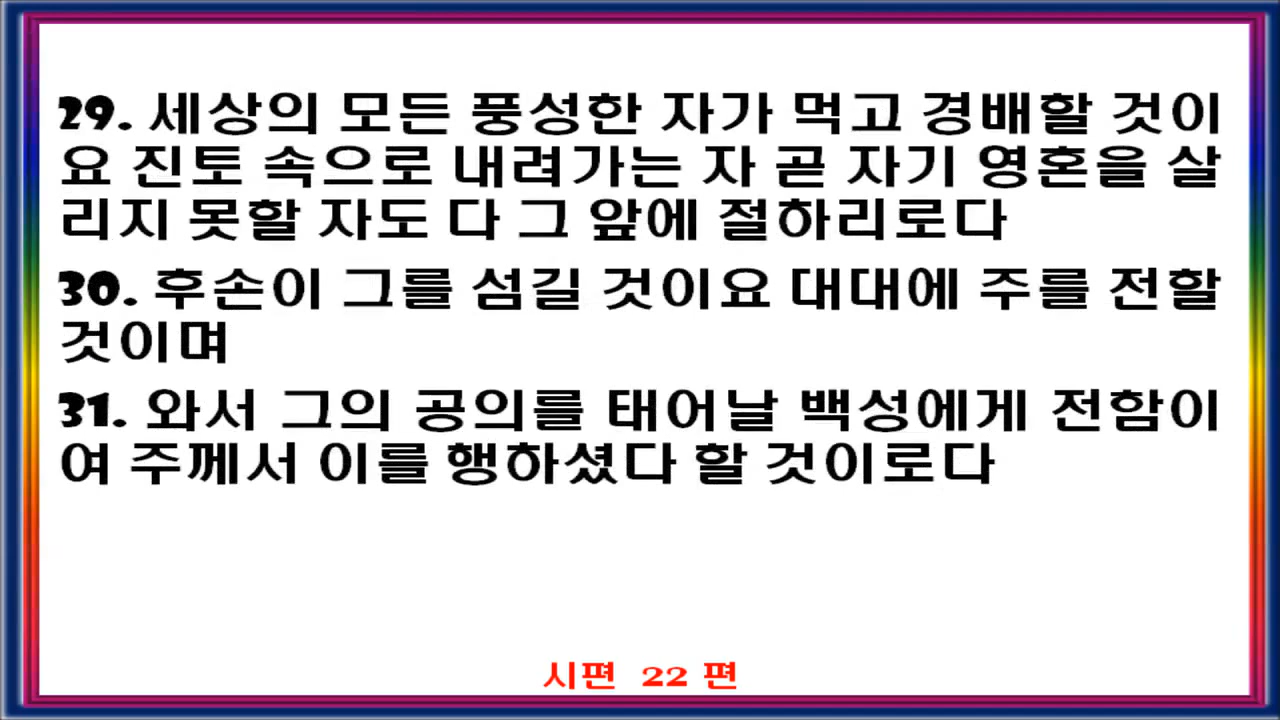 29. 세상의 모든 풍성한 자가 먹고 경배할 것이
요 진토 속으로 내려가는 자 곧 자기 영혼을 살
리지 못할 자도 다 그 앞에 절하리로다
30. 후손이 그를 섬길 것이요 대대에 주를 전할
것이며
31. 와서 그의 공의를 태어날 백성에게 전함이
여 주께서 이를 행하셨다 할 것이로다
시편 22 편